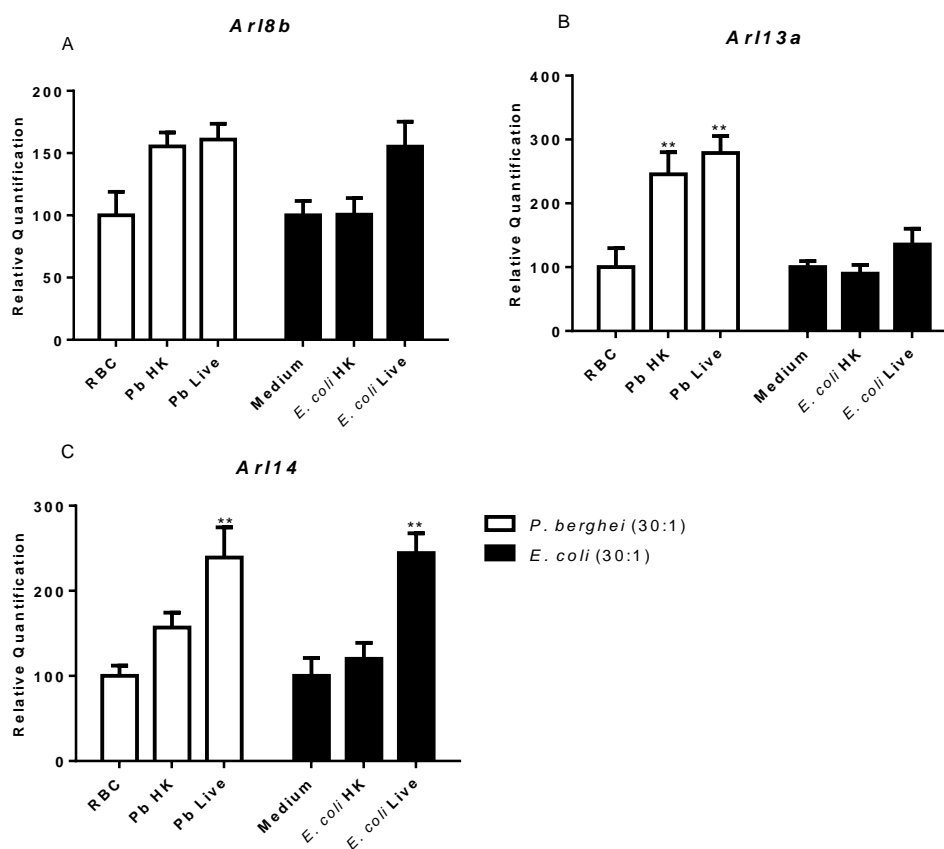 A
Arl8b
Relative Quantification
200
150
100
50
0
RBC
Pb HK
Pb Live
Medium
E. coli HK
E. coli Live
B
Arl13a
Relative Quantification
400
300
200
100
0
**
**
RBC
Pb HK
Pb Live
Medium
E. coli HK
E. coli Live
C
Arl14
Relative Quantification
300
200
100
0
**
**
RBC
Pb HK
Pb Live
Medium
E. coli HK
E. coli Live
P. berghei (30:1)
E. coli (30:1)